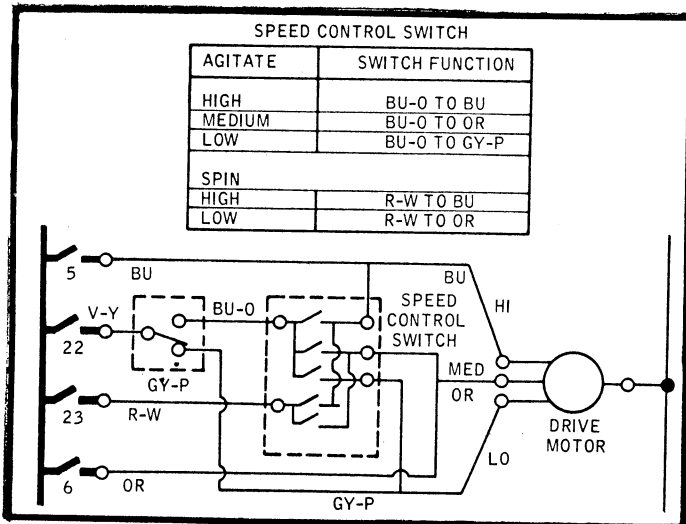 SPEED CONTROL SWITCH
AGITATE SWITCH FUNCTION
HIGH BU-O TO BU
MEDIUM BU-O TO OR
LOW BU-O TO GY-P
SPIN
HIGH R-W TO BU
LOW R-W TO OR
5 BU
BU
HI
V-Y
22
BU-O
GY-P
SPEED
CONTROL
SWITCH
MED
OR
23 R-W
DRIVE
MOTOR
LO
6 OR
GY-P